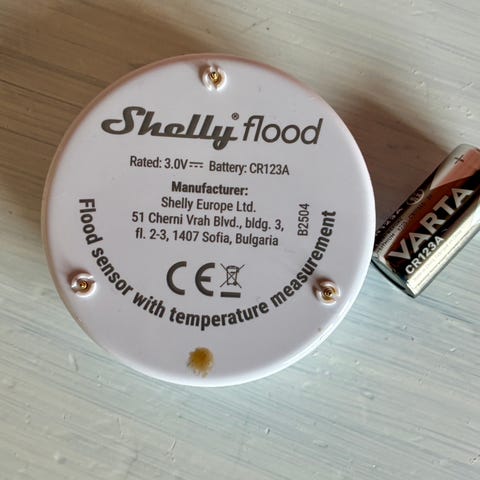 Shelly® flood
Rated: 3.0V⎓ Battery: CR123A
Manufacturer:
Shelly Europe Ltd.
51 Cherni Vrah Blvd., bldg. 3,
fl. 2-3, 1407 Sofia, Bulgaria
B2504
CE
Flood sensor with temperature measurement
+
VARTA
CR123A